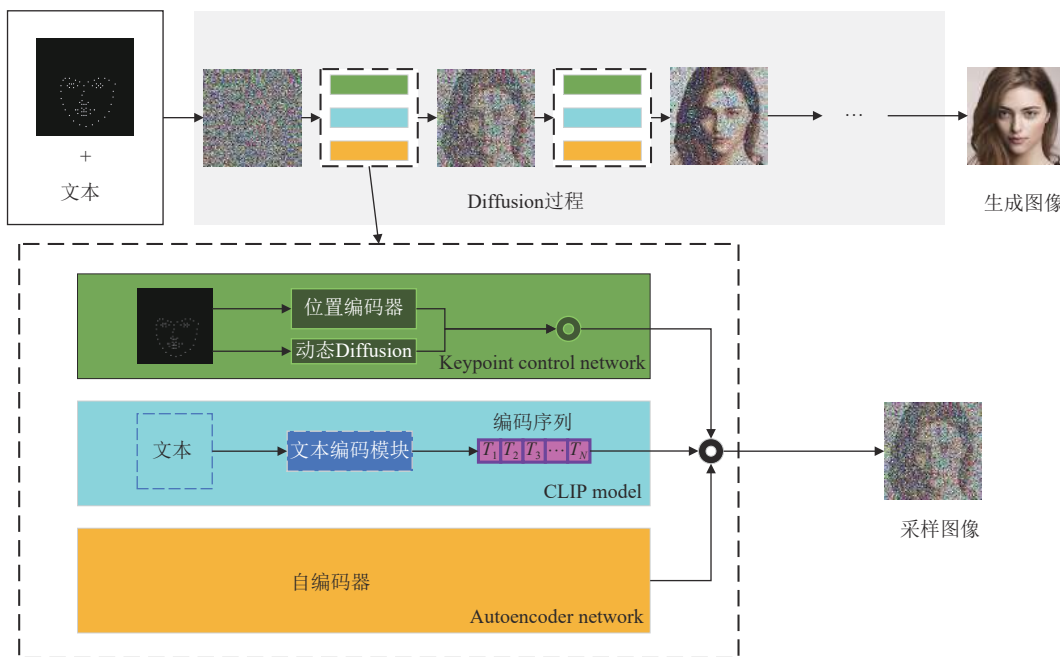 +
文本
Diffusion过程
...
生成图像
位置编码器
动态Diffusion
Keypoint control network
文本
文本编码模块
编码序列
T1 T2 T3 ... TN
CLIP model
采样图像
自编码器
Autoencoder network